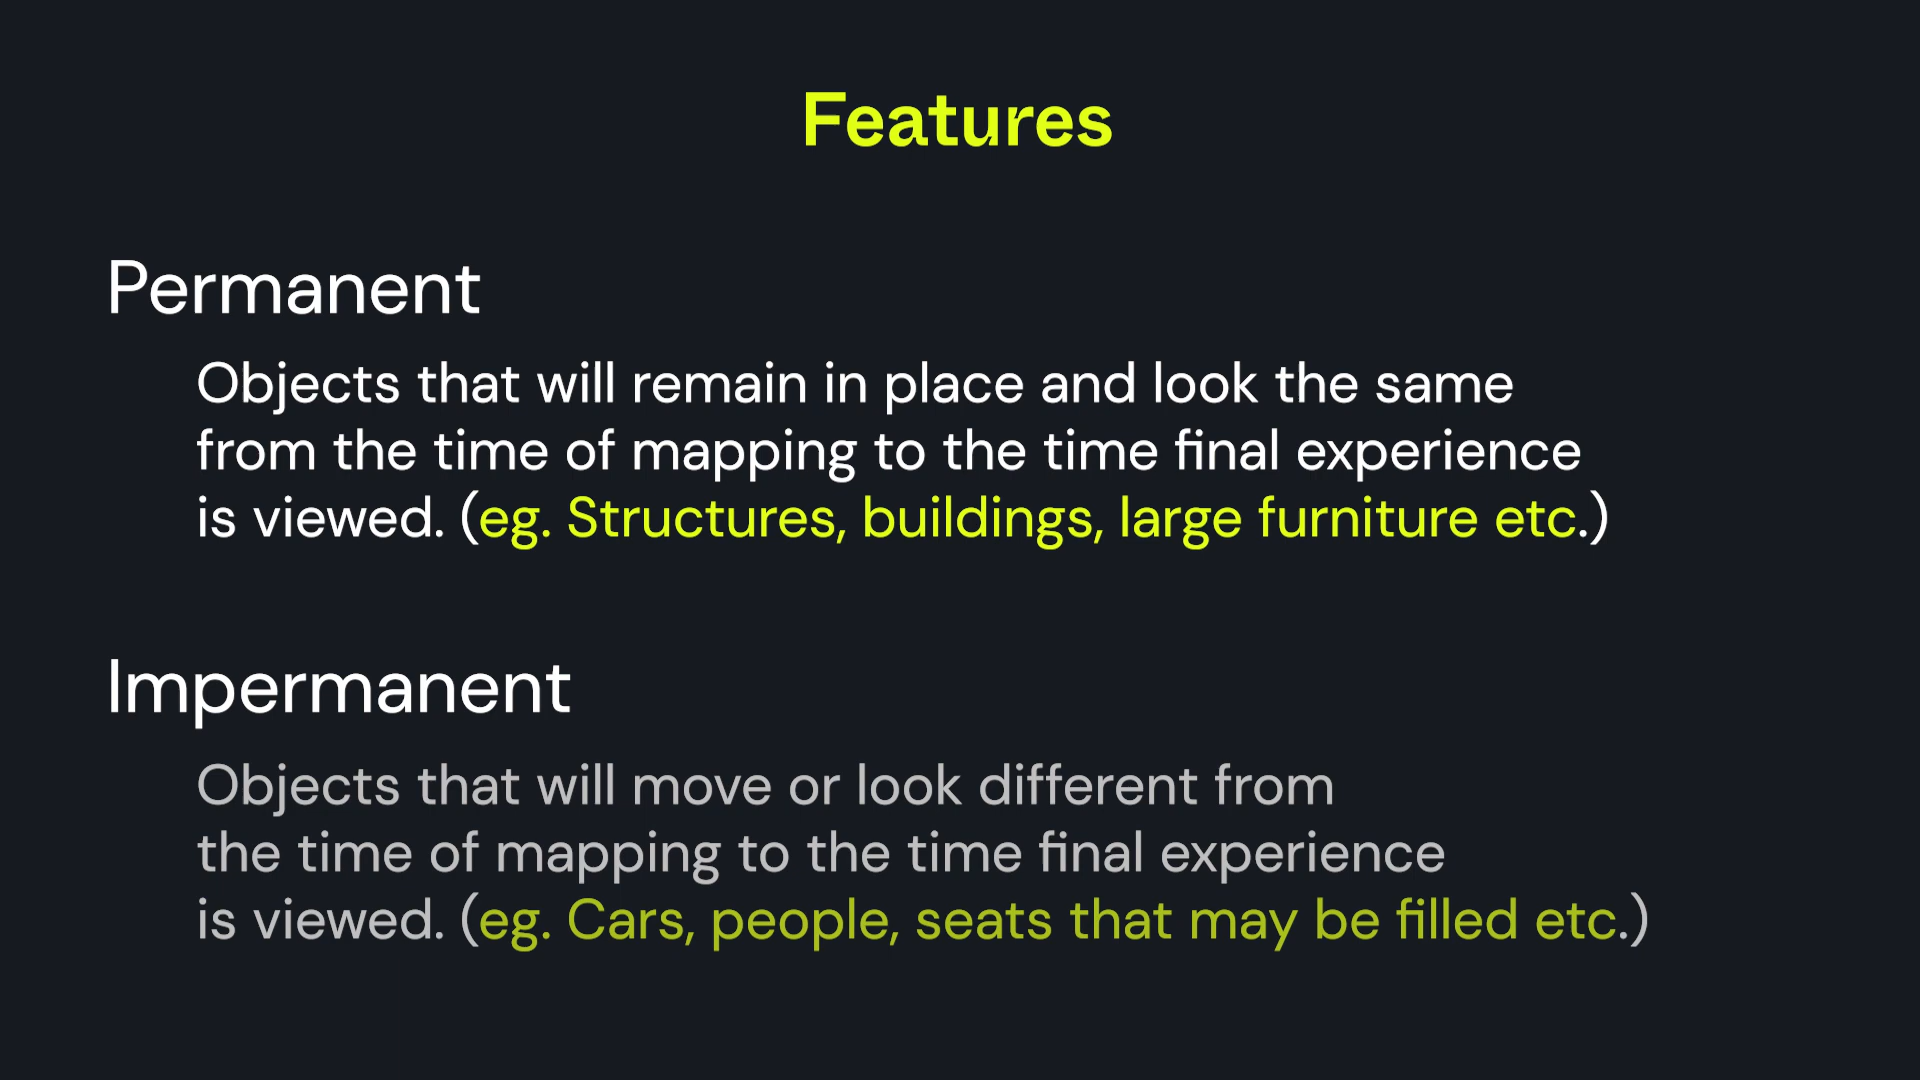 Features
Permanent
Objects that will remain in place and look the same
from the time of mapping to the time final experience
is viewed. (eg. Structures, buildings, large furniture etc.)
Impermanent
Objects that will move or look different from
the time of mapping to the time final experience
is viewed. (eg. Cars, people, seats that may be filled etc.)